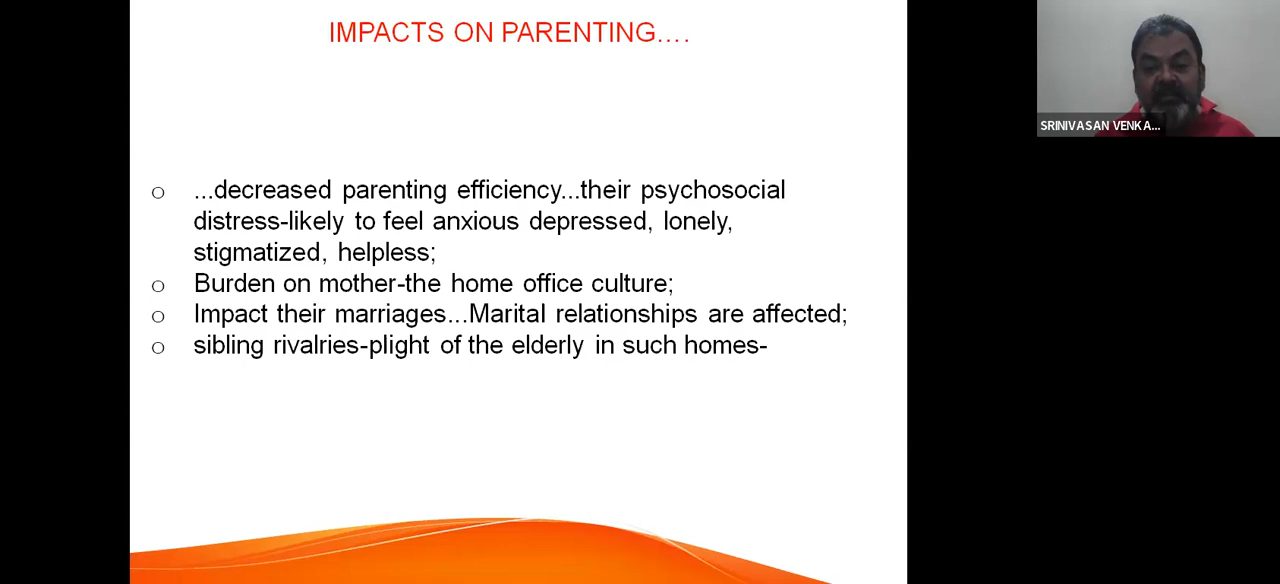 IMPACTS ON PARENTING....
o ...decreased parenting efficiency...their psychosocial
distress-likely to feel anxious depressed, lonely,
stigmatized, helpless;
o Burden on mother-the home office culture;
o Impact their marriages...Marital relationships are affected;
o sibling rivalries-plight of the elderly in such homes-
SRINIVASAN VENKA...